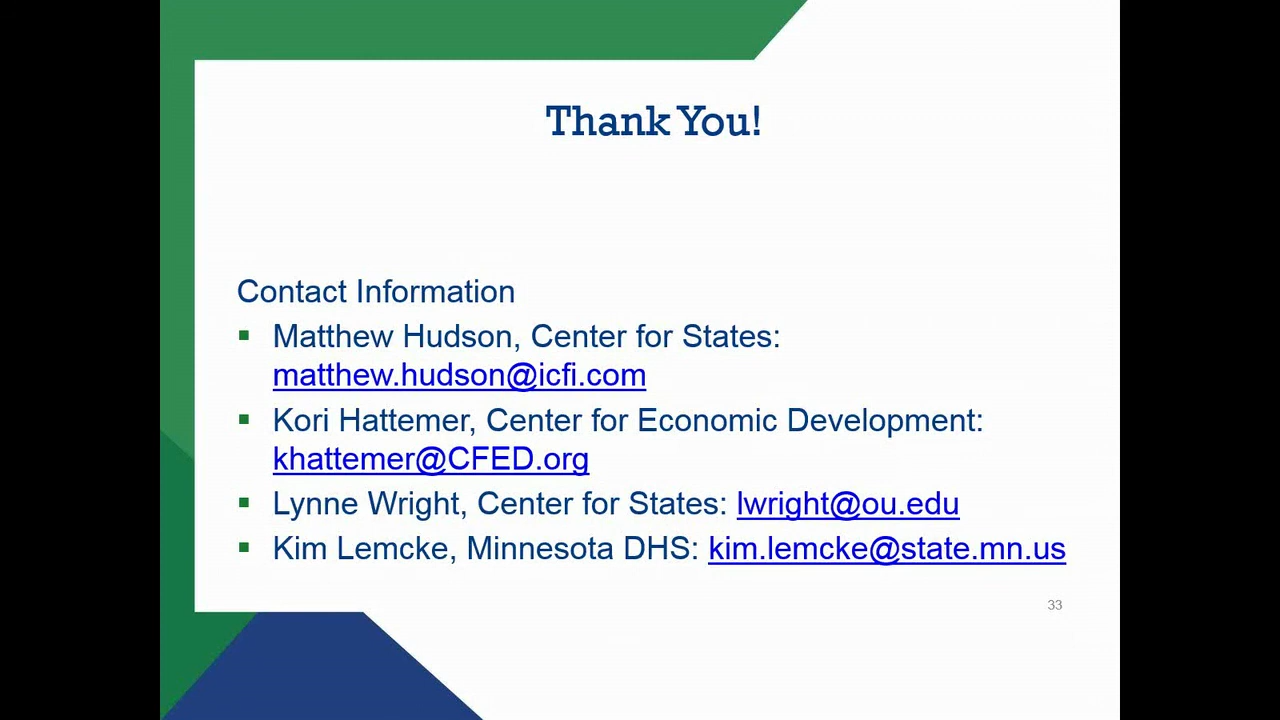 Thank You!
Contact Information
▪ Matthew Hudson, Center for States:
matthew.hudson@icfi.com
▪ Kori Hattemer, Center for Economic Development:
khattemer@CFED.org
▪ Lynne Wright, Center for States: lwright@ou.edu
▪ Kim Lemcke, Minnesota DHS: kim.lemcke@state.mn.us
33